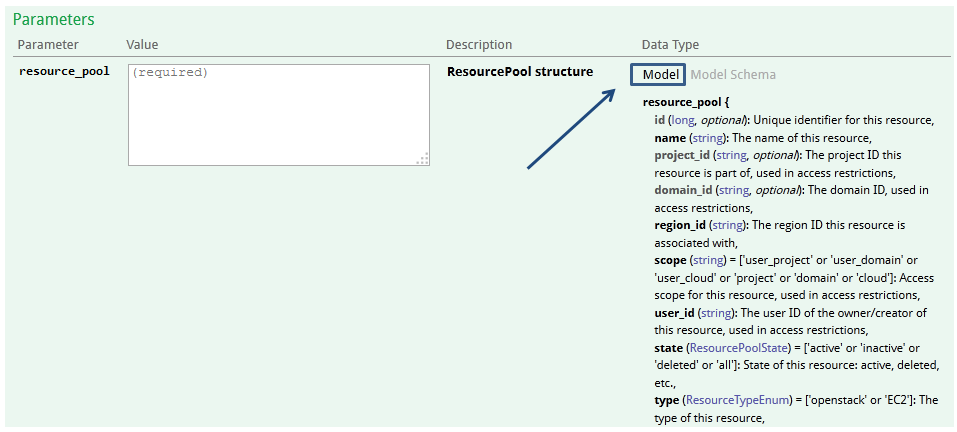 Parameters
Parameter Value Description Data Type
resource_pool (required) ResourcePool structure Model Model Schema
resource_pool {
id (long, optional): Unique identifier for this resource,
name (string): The name of this resource,
project_id (string, optional): The project ID this
resource is part of, used in access restrictions,
domain_id (string, optional): The domain ID, used in
access restrictions,
region_id (string): The region ID this resource is
associated with,
scope (string) = ['user_project' or 'user_domain' or
'user_cloud' or 'project' or 'domain' or 'cloud']: Access
scope for this resource, used in access restrictions,
user_id (string): The user ID of the owner/creator of
this resource, used in access restrictions,
state (ResourcePoolState) = ['active' or 'inactive' or
'deleted' or 'all']: State of this resource: active, deleted,
etc.,
type (ResourceTypeEnum) = ['openstack' or 'EC2']: The
type of this resource,